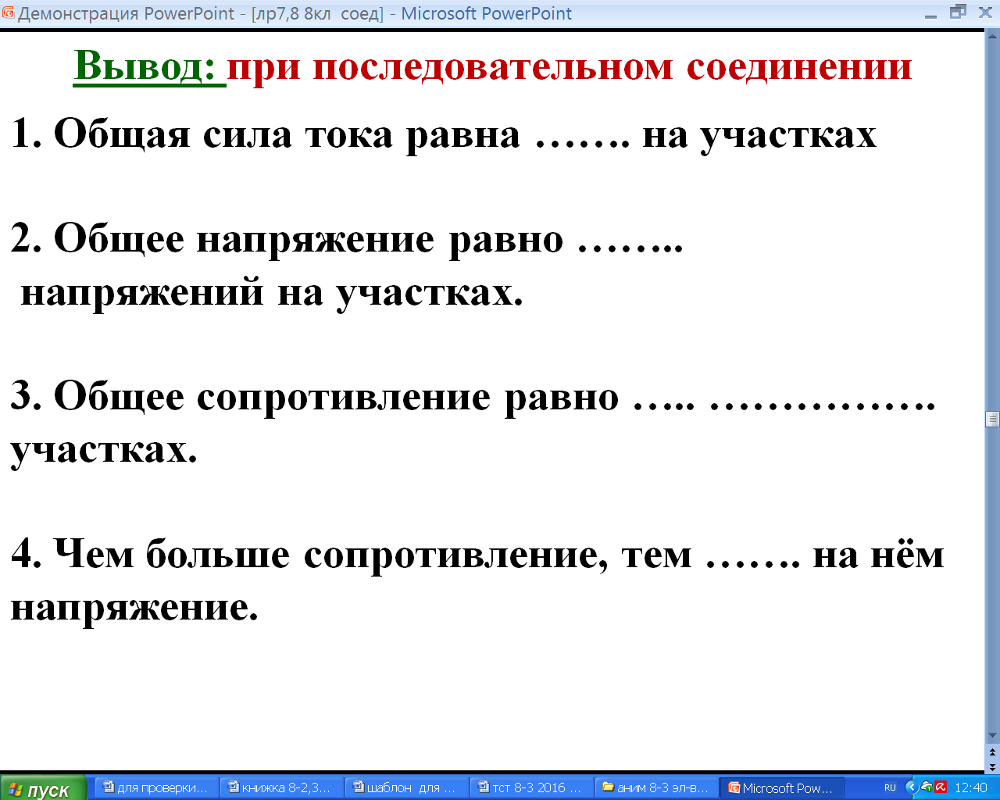 Демонстрация PowerPoint - [лр7,8 8кл  соед] - Microsoft PowerPoint
Вывод: при последовательном соединении
1. Общая сила тока равна ……. на участках
2. Общее напряжение равно ……..
напряжений на участках.
3. Общее сопротивление равно ….. …………….
участках.
4. Чем больше сопротивление, тем ……. на нём
напряжение.
пуск для проверки... книжка 8-2,3... шаблон  для ... тст 8-3 2016 ... аним 8-3 эл-в... Microsoft Pow... RU 12:40